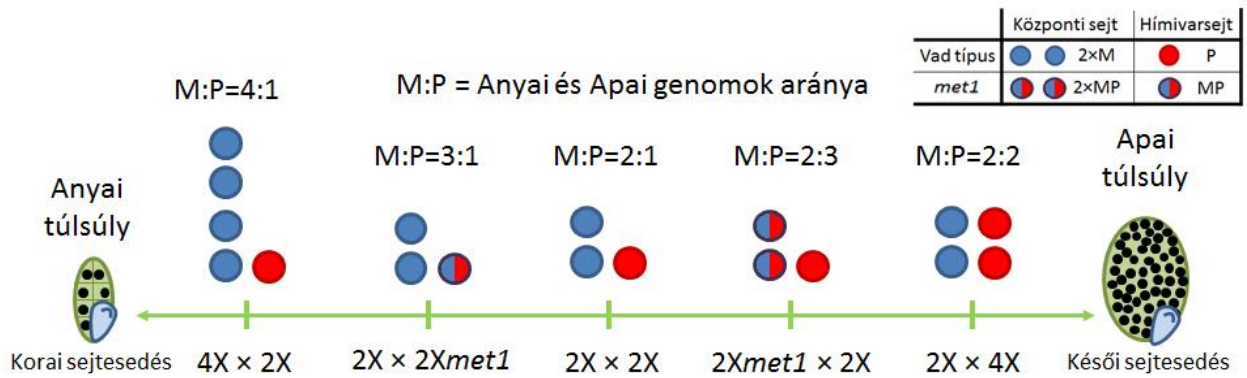 Központi sejt Hímivarsejt
Vad típus 2×M P
met1 2×MP MP
M:P = Anyai és Apai genomok aránya
M:P=4:1
M:P=3:1
M:P=2:1
M:P=2:3
M:P=2:2
Anyai
túlsúly
Apai
túlsúly
Korai sejtesedés
4X × 2X
2X × 2Xmet1
2X × 2X
2Xmet1 × 2X
2X × 4X
Késői sejtesedés